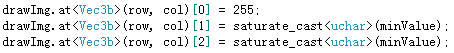 drawImg.at<Vec3b>(row, col)[0] = 255;
drawImg.at<Vec3b>(row, col)[1] = saturate_cast<uchar>(minValue);
drawImg.at<Vec3b>(row, col)[2] = saturate_cast<uchar>(minValue);